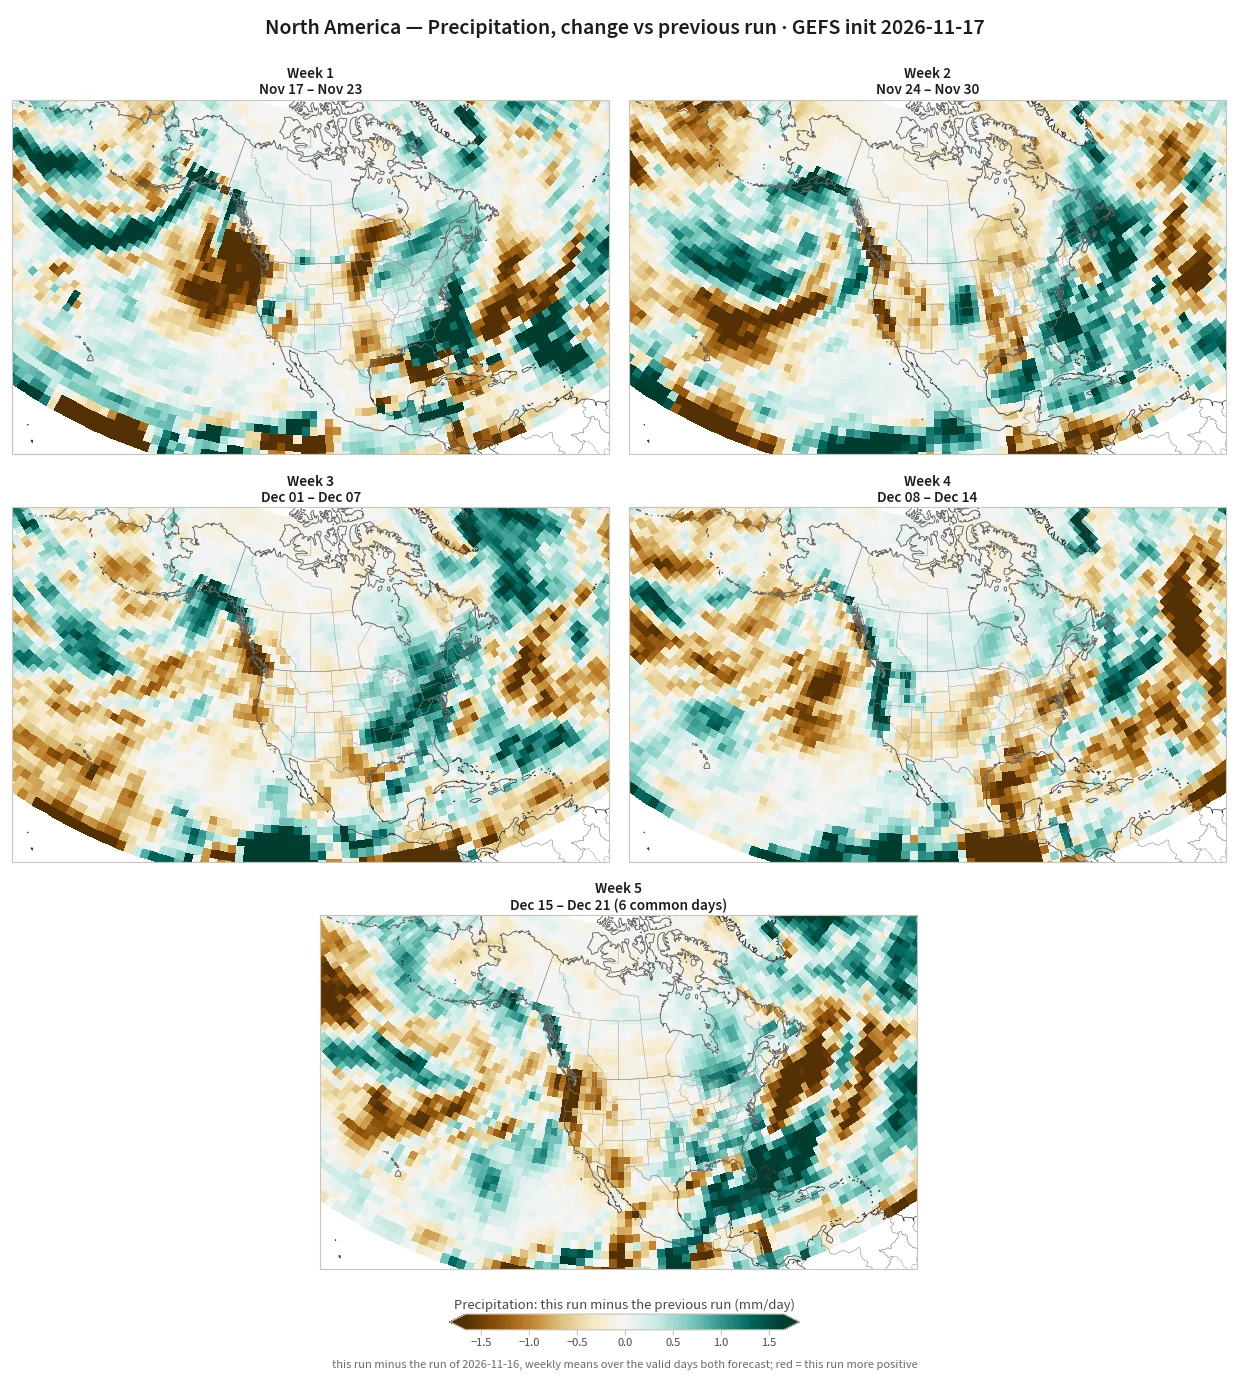 North America — Precipitation, change vs previous run · GEFS init 2026-11-17
Week 1
Nov 17 – Nov 23
Week 2
Nov 24 – Nov 30
Week 3
Dec 01 – Dec 07
Week 4
Dec 08 – Dec 14
Week 5
Dec 15 – Dec 21 (6 common days)
Precipitation: this run minus the previous run (mm/day)
−1.5 −1.0 −0.5 0.0 0.5 1.0 1.5
this run minus the run of 2026-11-16, weekly means over the valid days both forecast; red = this run more positive